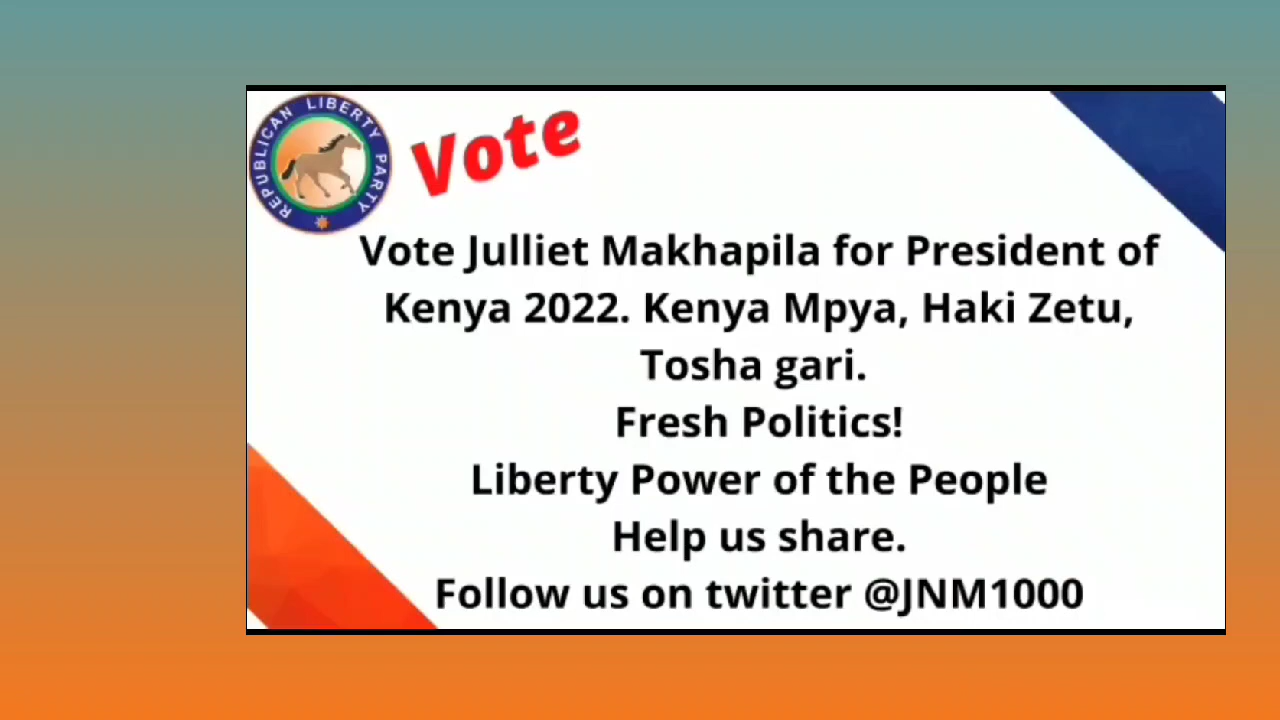 REPUBLICAN LIBERTY PARTY
Vote
Vote Julliet Makhapila for President of
Kenya 2022. Kenya Mpya, Haki Zetu,
Tosha gari.
Fresh Politics!
Liberty Power of the People
Help us share.
Follow us on twitter @JNM1000